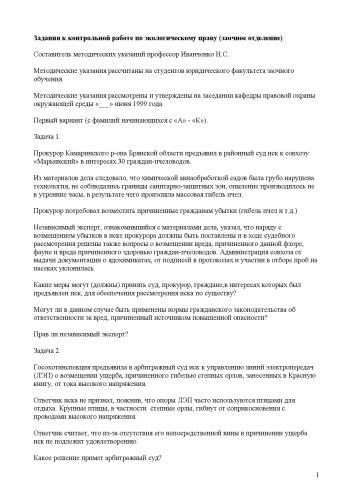 Задания к контрольной работе по экологическому праву (заочное отделение)
Составитель методических указаний профессор Иванченко Н.С.
Методические указания рассчитаны на студентов юридического факультета заочного
обучения.
Методические указания рассмотрены и утверждены на заседании кафедры правовой охраны
окружающей среды «___» июня 1999 года.
Первый вариант (с фамилий начинающихся с «А» - «К»).
Задача 1.
Прокурор Камаринского р-она Брянской области предъявил в районный суд иск к совхозу
«Марьинский» в интересах 30 граждан-пчеловодов.
Из материалов дела следовало, что химической авиаобработкой садов была грубо нарушена
технология, не соблюдались границы санитарно-защитных зон, опыление производилось не
в утренние часы, в результате чего произошла массовая гибель пчел.
Прокурор потребовал возместить причиненные гражданам убытки (гибель пчел и т.д.)
Независимый эксперт, ознакомившийся с материалами дела, указал, что наряду с
возмещением убытков в иске прокурора должны быть поставлены и в ходе судебного
рассмотрения решены также вопросы о возмещении вреда, причиненного данной флоре,
фауне и вреда причиненного здоровью граждан-пчеловодов. Администрация совхоза от
выдачи документации о ядохимикатах, от подписей в протоколах и участии в отборе проб на
пасеках уклонилась.
Какие меры могут (должны) принять суд, прокурор, граждане,в интересах которых был
предъявлен иск, для обеспечения рассмотрения иска по существу?
Могут ли в данном случае быть применены нормы гражданского законодательства об
ответственности за вред, причиненный источником повышенной опасности?
Прав ли независимый эксперт?
Задача 2.
Госохотинспекция предъявила в арбитражный суд иск к управлению линий электропередач
(ЛЭП) о возмещении ущерба, причиненного гибелью степных орлов, занесенных в Красную
книгу, от тока высокого напряжения.
Ответчик иска не признал, пояснив, что опоры ЛЭП часто используются птицами для
отдыха. Крупные птицы, в частности степные орлы, гибнут от соприкосновения с
проводами высокого напряжения.
Ответчик считает, что из-за отсутствия его непосредственной вины в причинении ущерба
иск не подлежит удовлетворению.
Какое решение примет арбитражный суд?
1